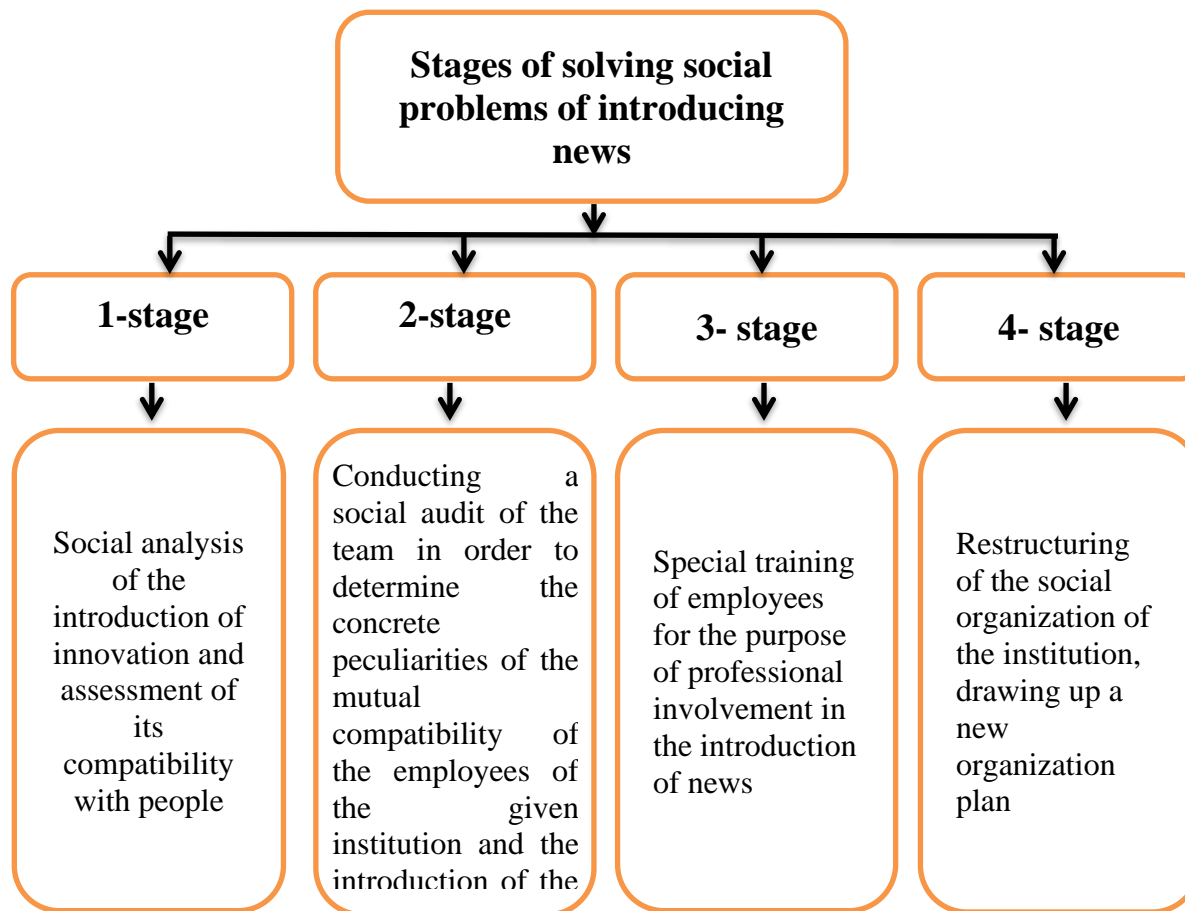 Stages of solving social
problems of introducing
news
1-stage
2-stage
3- stage
4- stage
Social analysis
of the
introduction of
innovation and
assessment of
its
compatibility
with people
Conducting a
social audit of the
team in order to
determine the
concrete
peculiarities of the
mutual
compatibility of
the employees of
the given
institution and the
introduction of the
Special training
of employees
for the purpose
of professional
involvement in
the introduction
of news
Restructuring
of the social
organization of
the institution,
drawing up a
new
organization
plan